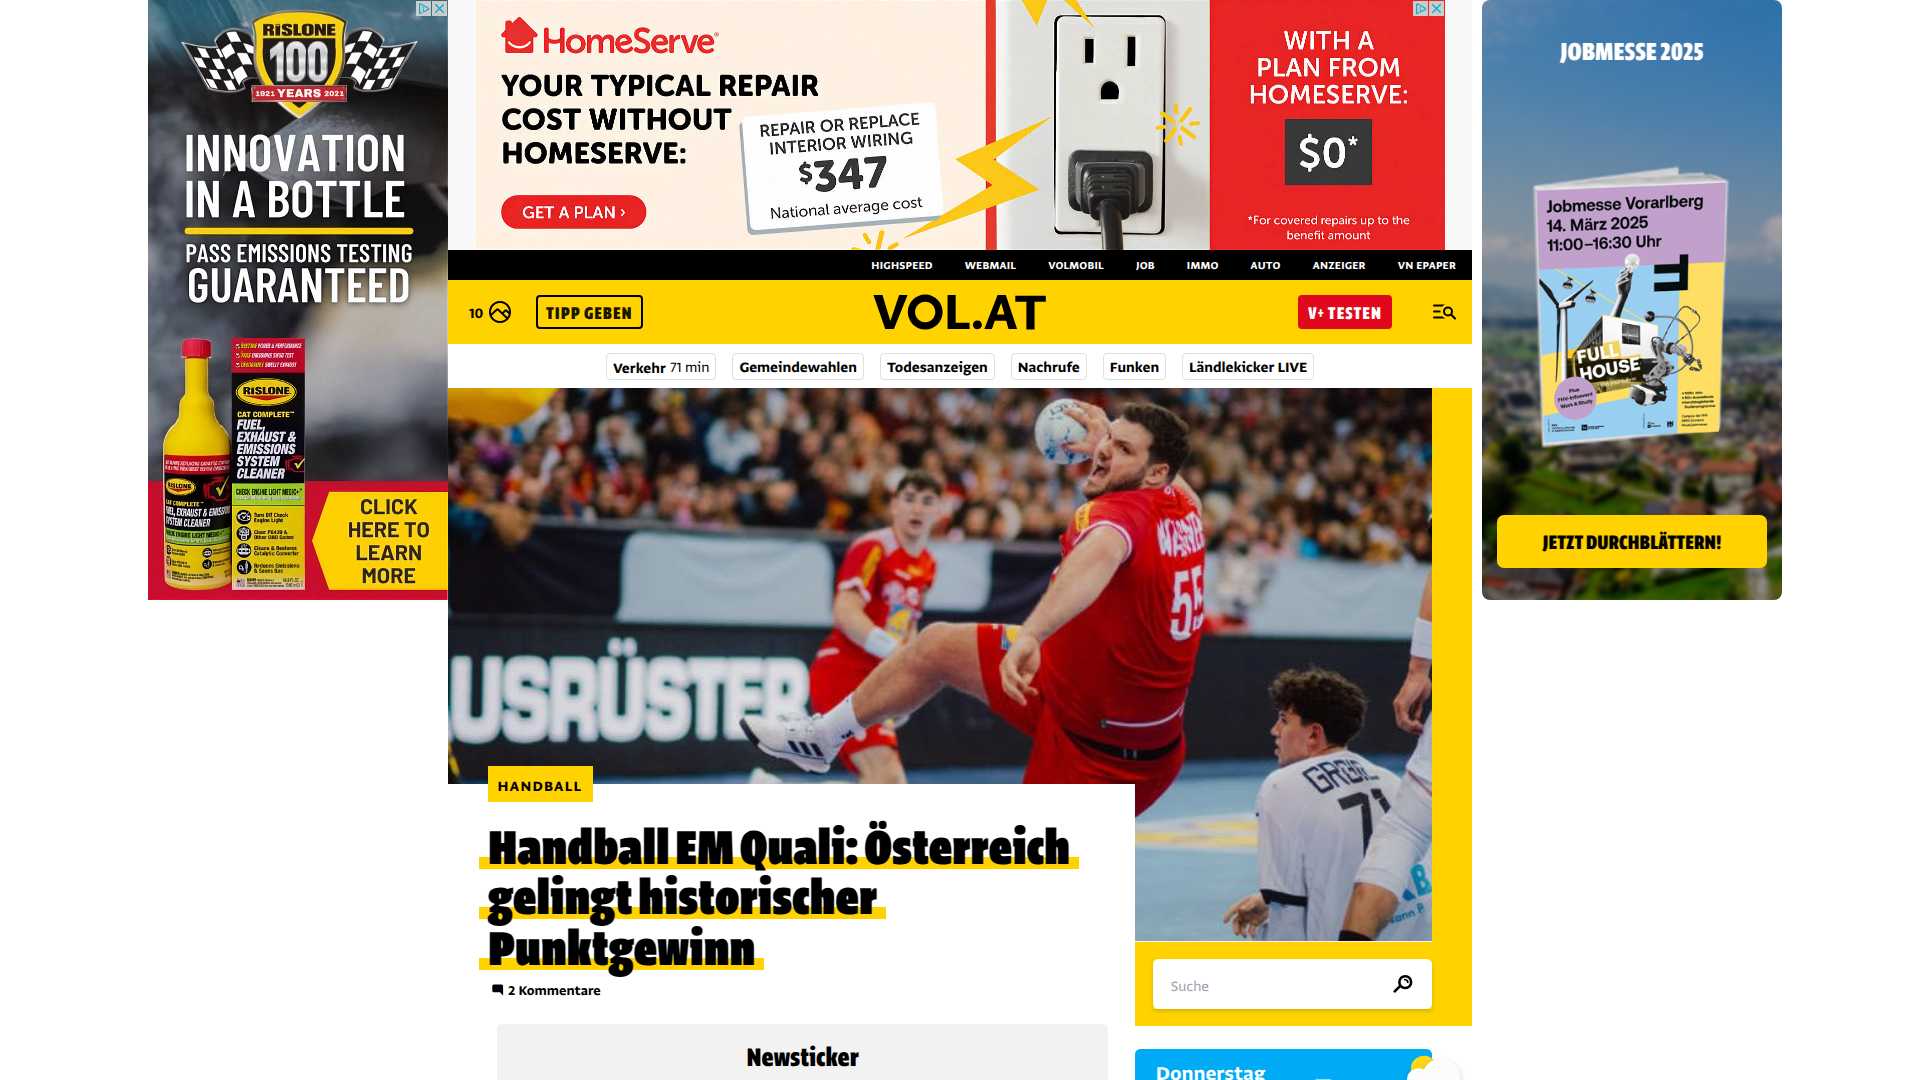 RISLONE
100
1921 YEARS 2021
INNOVATION
IN A BOTTLE
PASS EMISSIONS TESTING
GUARANTEED
RISLONE
CAT COMPLETE™
FUEL,
EXHAUST &
EMISSIONS
SYSTEM
CLEANER
CLICK
HERE TO
LEARN
MORE
HomeServe
YOUR TYPICAL REPAIR
COST WITHOUT
HOMESERVE:
GET A PLAN ›
REPAIR OR REPLACE
INTERIOR WIRING
$347
National average cost
WITH A
PLAN FROM
HOMESERVE:
$0*
*For covered repairs up to the
benefit amount
JOBMESSE 2025
Jobmesse Vorarlberg
14. März 2025
11:00–16:30 Uhr
FULL
HOUSE
JETZT DURCHBLÄTTERN!
HIGHSPEED WEBMAIL VOLMOBIL JOB IMMO AUTO ANZEIGER VN EPAPER
10 TIPP GEBEN VOL.AT V+ TESTEN
Verkehr 71 min Gemeindewahlen Todesanzeigen Nachrufe Funken Ländlekicker LIVE
USRÜSTER
WAGNER
55
GRGIC
71
HANDBALL
Handball EM Quali: Österreich
gelingt historischer
Punktgewinn
2 Kommentare
Suche
Newsticker
Donnerstag